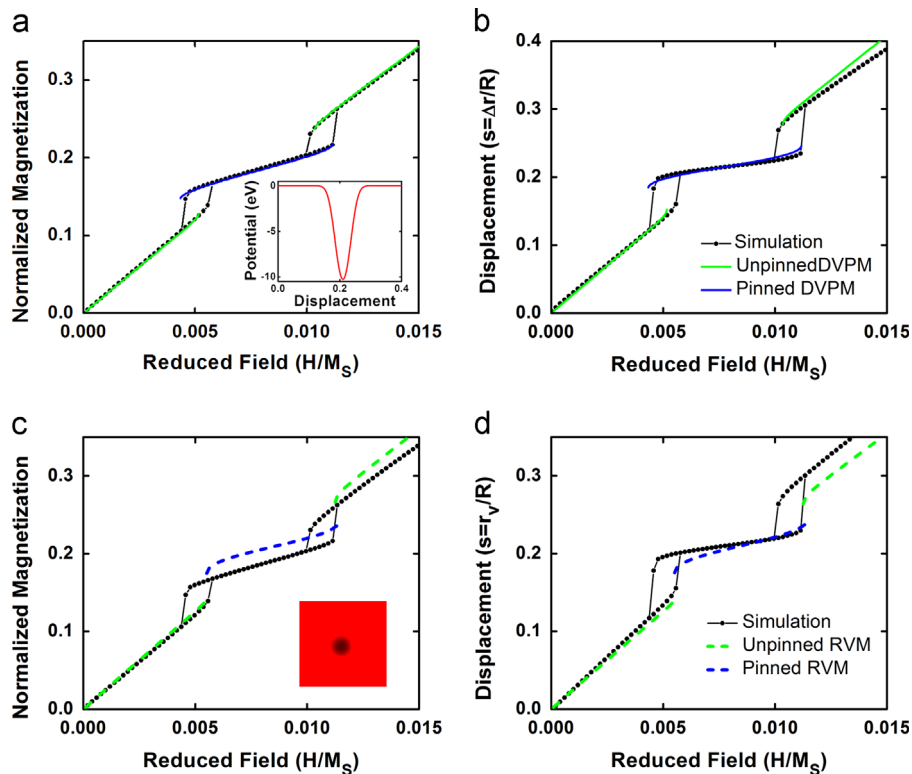 a
Normalized Magnetization
0.3
0.2
0.1
0.0
0.000 0.005 0.010 0.015
Reduced Field (H/MS)
Potential (eV)
0
-5
-10
0.0 0.2 0.4
Displacement
b
Displacement (s=Δr/R)
0.4
0.3
0.2
0.1
0.0
0.000 0.005 0.010 0.015
Reduced Field (H/MS)
Simulation
UnpinnedDVPM
Pinned DVPM
c
Normalized Magnetization
0.3
0.2
0.1
0.0
0.000 0.005 0.010 0.015
Reduced Field (H/MS)
d
Displacement (s=rv/R)
0.3
0.2
0.1
0.0
0.000 0.005 0.010 0.015
Reduced Field (H/MS)
Simulation
Unpinned RVM
Pinned RVM